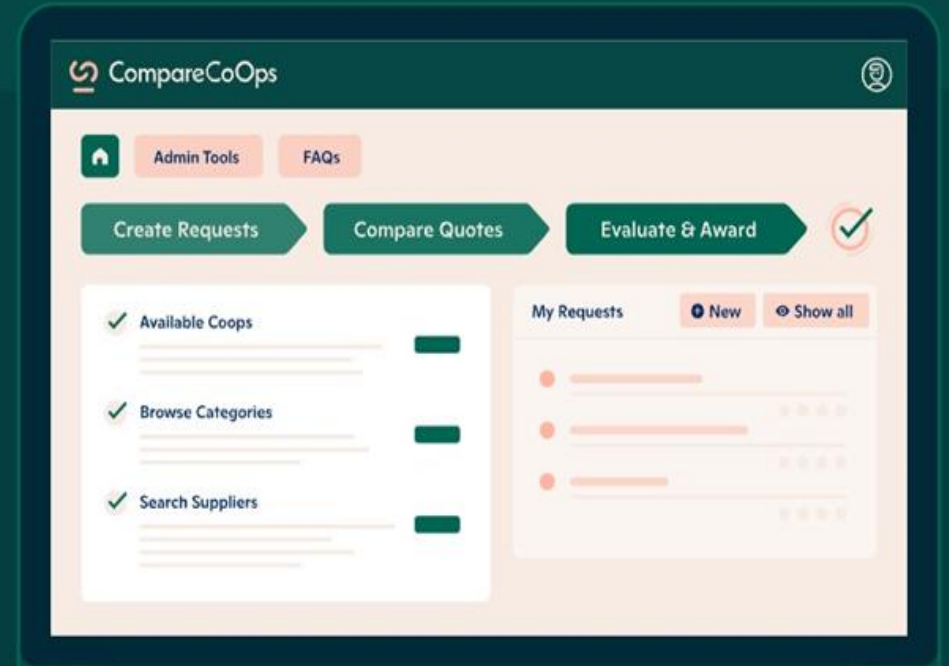 CompareCoOps
Admin Tools
FAQs
Create Requests
Compare Quotes
Evaluate & Award
Available Coops
Browse Categories
Search Suppliers
My Requests
New
Show all